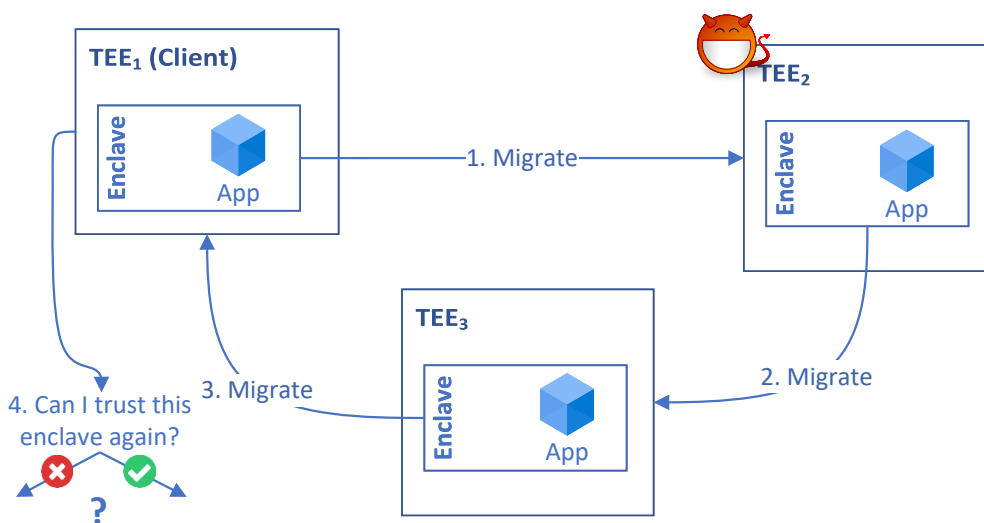 TEE₁ (Client)
Enclave
App
1. Migrate
TEE₂
Enclave
App
2. Migrate
TEE₃
Enclave
App
3. Migrate
4. Can I trust this
enclave again?
?